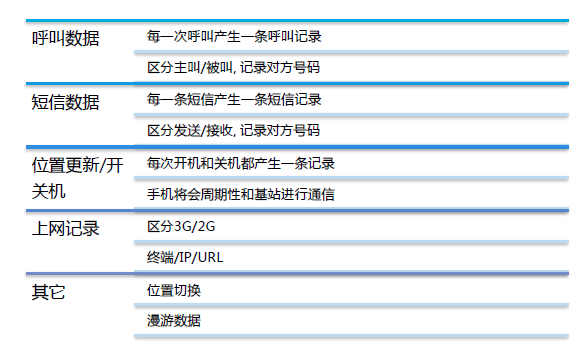 呼叫数据
每一次呼叫产生一条呼叫记录
区分主叫/被叫, 记录对方号码
短信数据
每一条短信产生一条短信记录
区分发送/接收, 记录对方号码
位置更新/开
关机
每次开机和关机都产生一条记录
手机将会周期性和基站进行通信
上网记录
区分3G/2G
终端/IP/URL
其它
位置切换
漫游数据